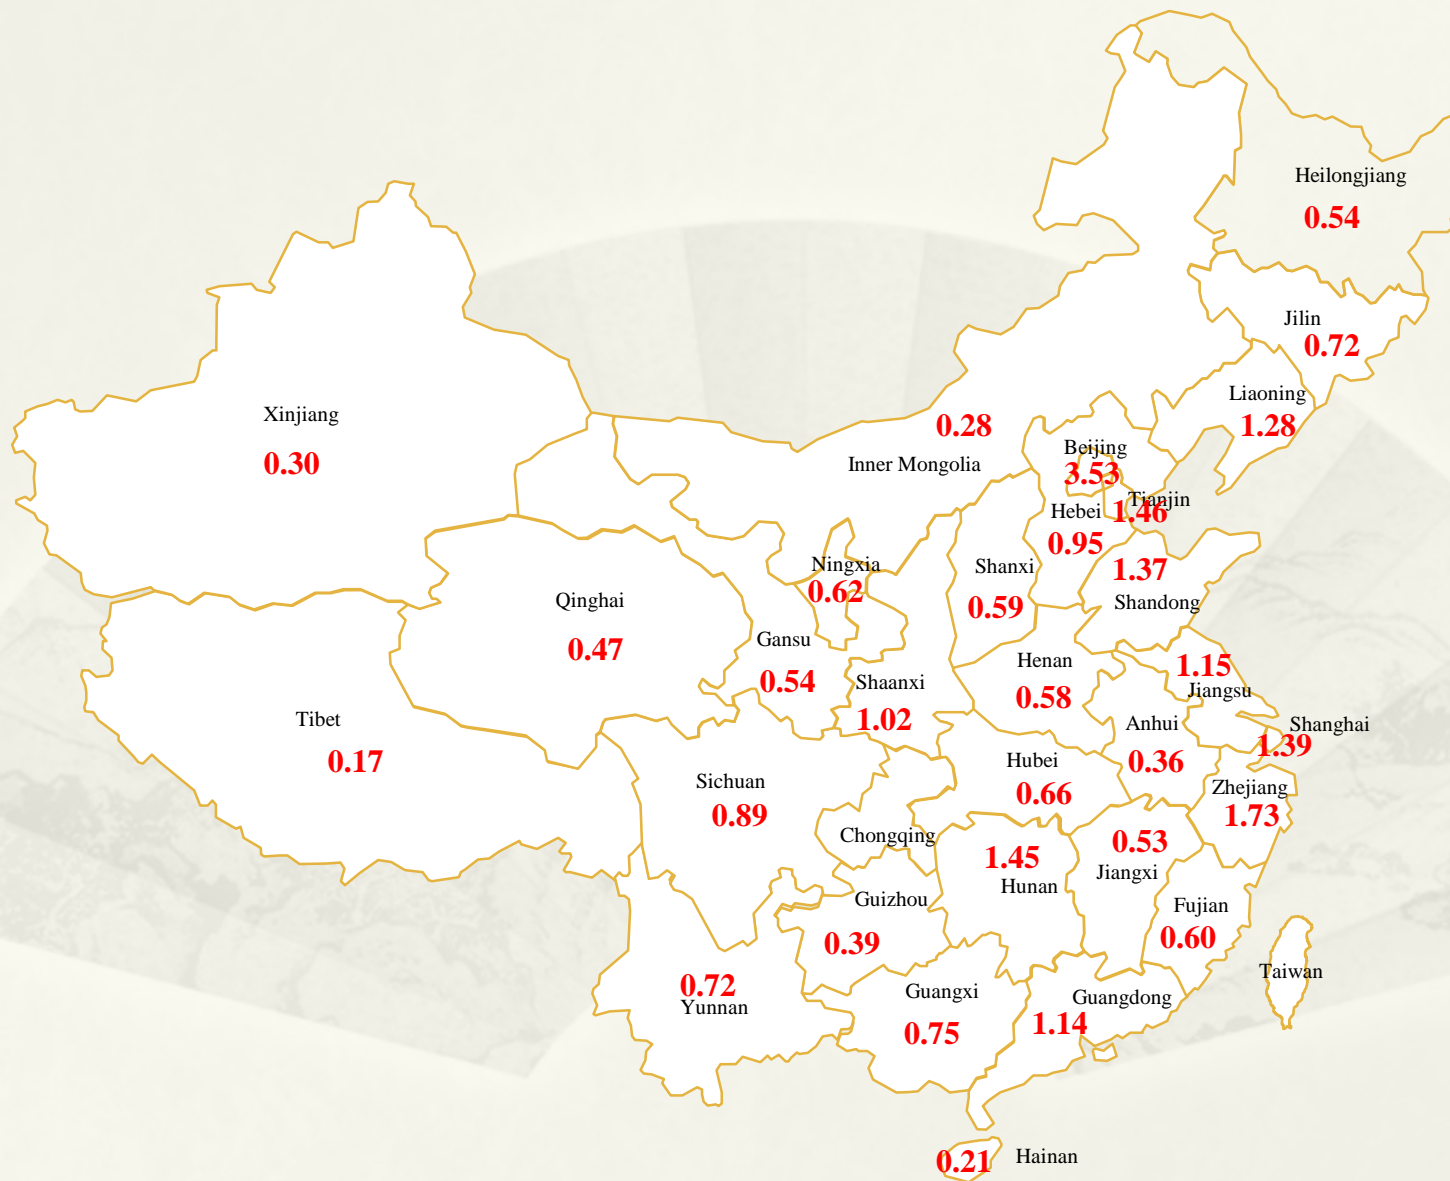 Heilongjiang
0.54
Jilin
0.72
Liaoning
1.28
Xinjiang
0.30
0.28
Inner Mongolia
Beijing
3.53
Tianjin
1.46
Hebei
0.95
Shanxi
0.59
1.37
Shandong
Ningxia
0.62
Qinghai
0.47
Gansu
0.54
Shaanxi
1.02
Henan
0.58
1.15
Jiangsu
Tibet
0.17
Anhui
0.36
Shanghai
1.39
Hubei
0.66
Sichuan
0.89
Zhejiang
1.73
Chongqing
1.45
Hunan
0.53
Jiangxi
Guizhou
0.39
Fujian
0.60
Taiwan
0.72
Yunnan
Guangxi
0.75
Guangdong
1.14
0.21
Hainan